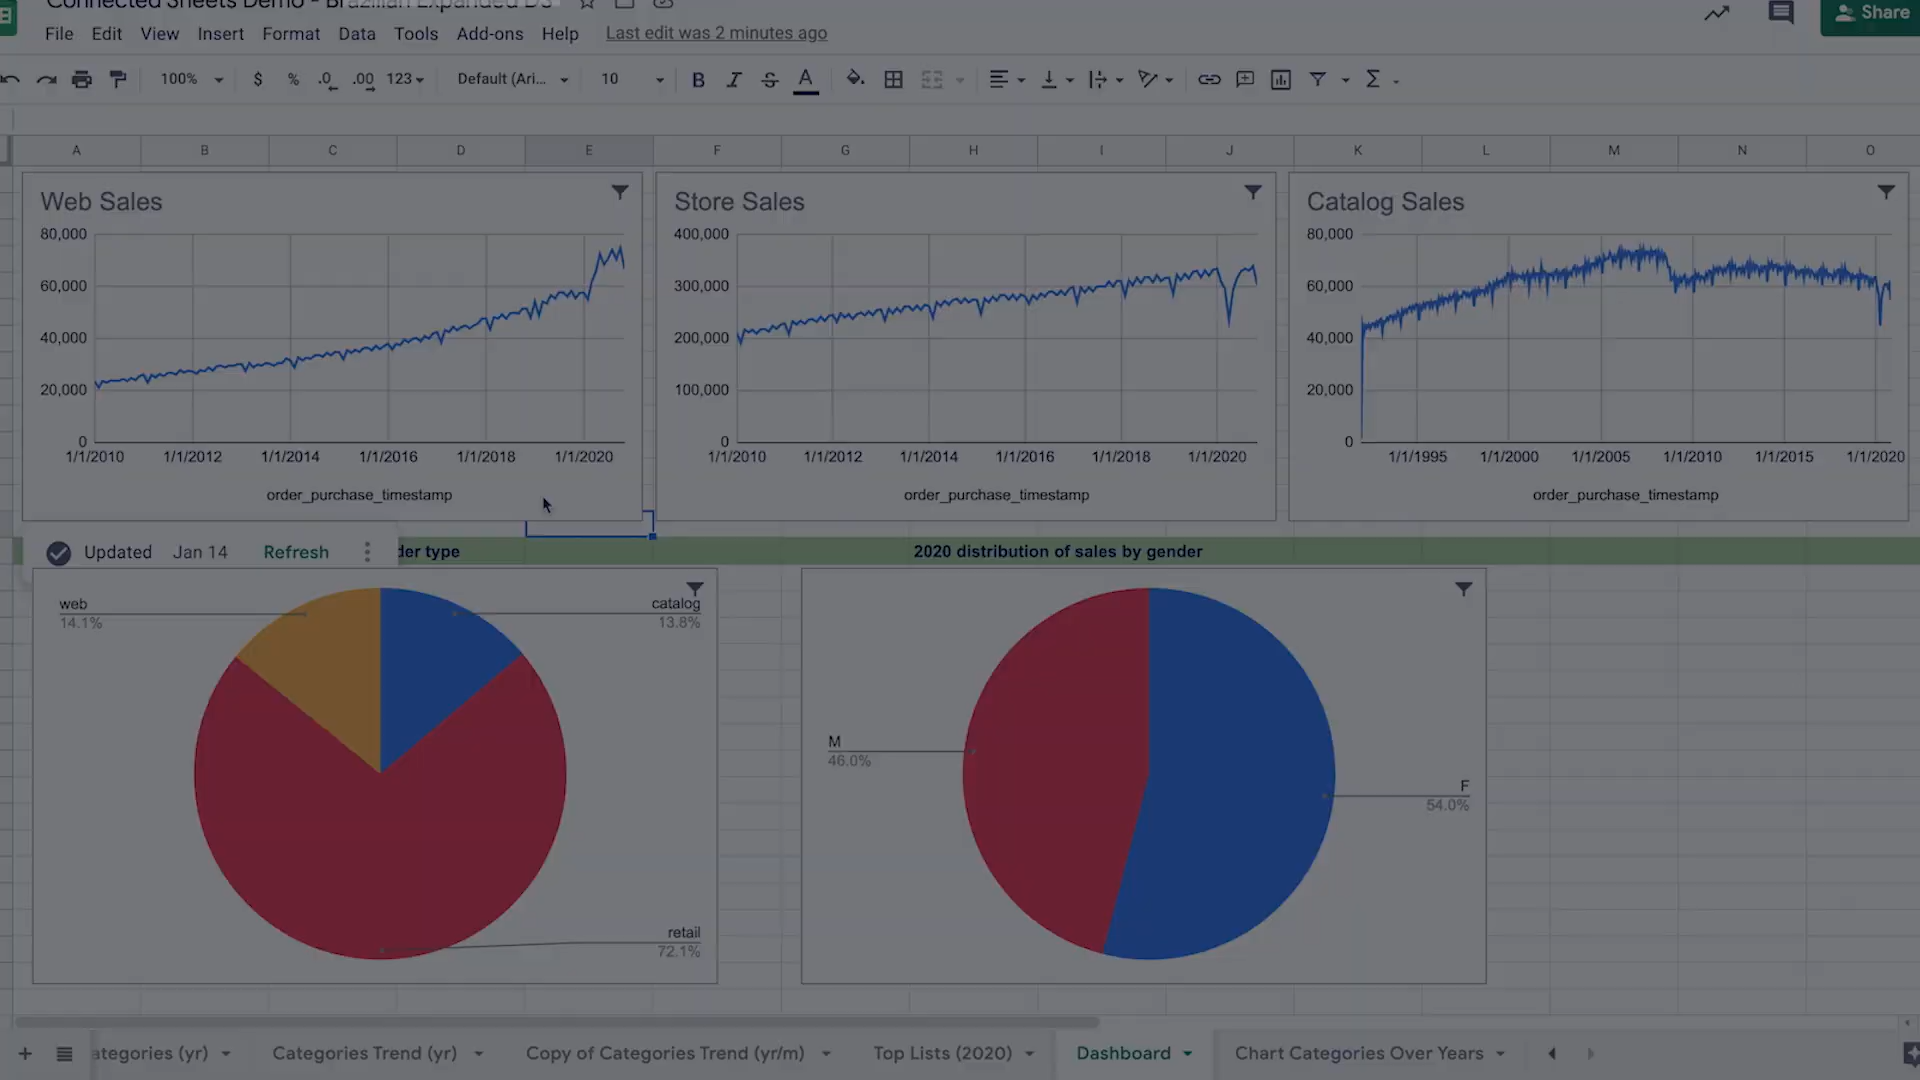 Connected Sheets Demo - Brazilian Expanded DS
File Edit View Insert Format Data Tools Add-ons Help Last edit was 2 minutes ago
Share
100% $ % .0 .00 123 Default (Ari... 10 B I S A Σ
A B C D E F G H I J K L M N O
Web Sales
80,000
60,000
40,000
20,000
0
1/1/2010 1/1/2012 1/1/2014 1/1/2016 1/1/2018 1/1/2020
order_purchase_timestamp
Store Sales
400,000
300,000
200,000
100,000
0
1/1/2010 1/1/2012 1/1/2014 1/1/2016 1/1/2018 1/1/2020
order_purchase_timestamp
Catalog Sales
80,000
60,000
40,000
20,000
0
1/1/1995 1/1/2000 1/1/2005 1/1/2010 1/1/2015 1/1/2020
order_purchase_timestamp
Updated Jan 14 Refresh
der type
2020 distribution of sales by gender
web
14.1%
catalog
13.8%
retail
72.1%
M
46.0%
F
54.0%
ategories (yr) Categories Trend (yr) Copy of Categories Trend (yr/m) Top Lists (2020) Dashboard Chart Categories Over Years